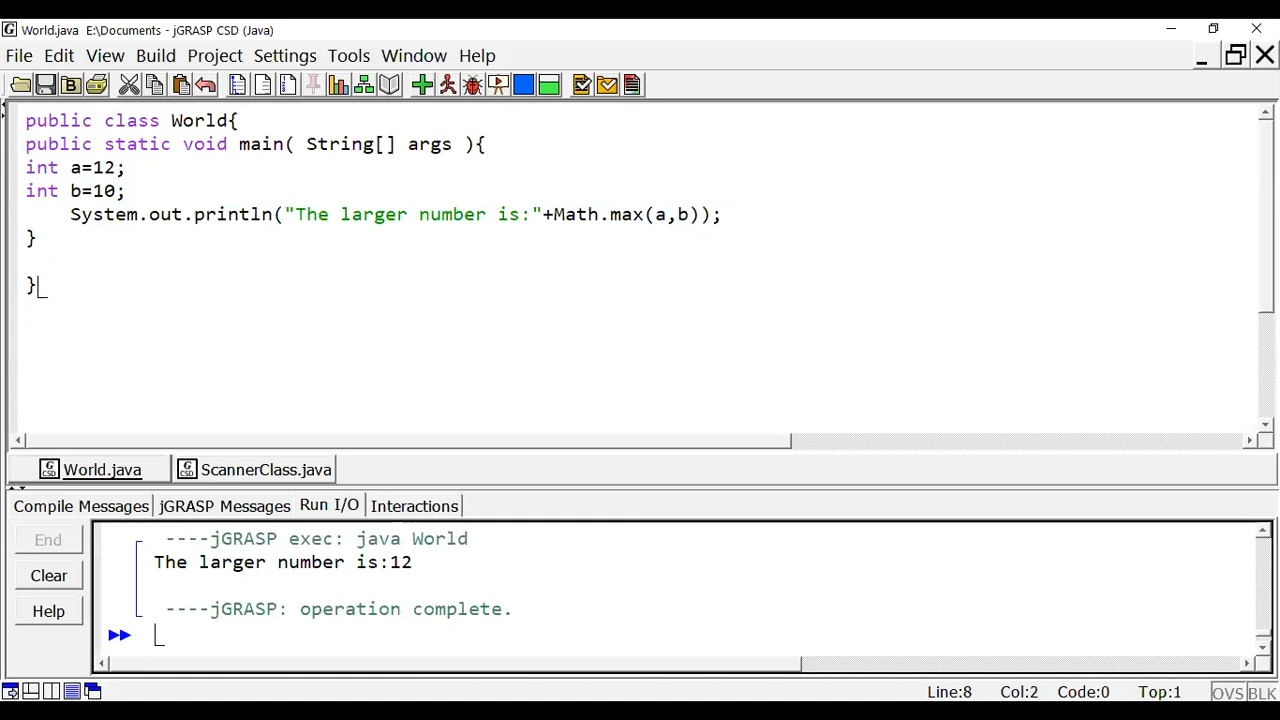 World.java  E:\Documents - jGRASP CSD (Java)
File Edit View Build Project Settings Tools Window Help
public class World{
public static void main( String[] args ){
int a=12;
int b=10;
    System.out.println("The larger number is:"+Math.max(a,b));
}
}
World.java ScannerClass.java
Compile Messages jGRASP Messages Run I/O Interactions
End
Clear
Help
----jGRASP exec: java World
The larger number is:12
----jGRASP: operation complete.
Line:8 Col:2 Code:0 Top:1 OVS BLK